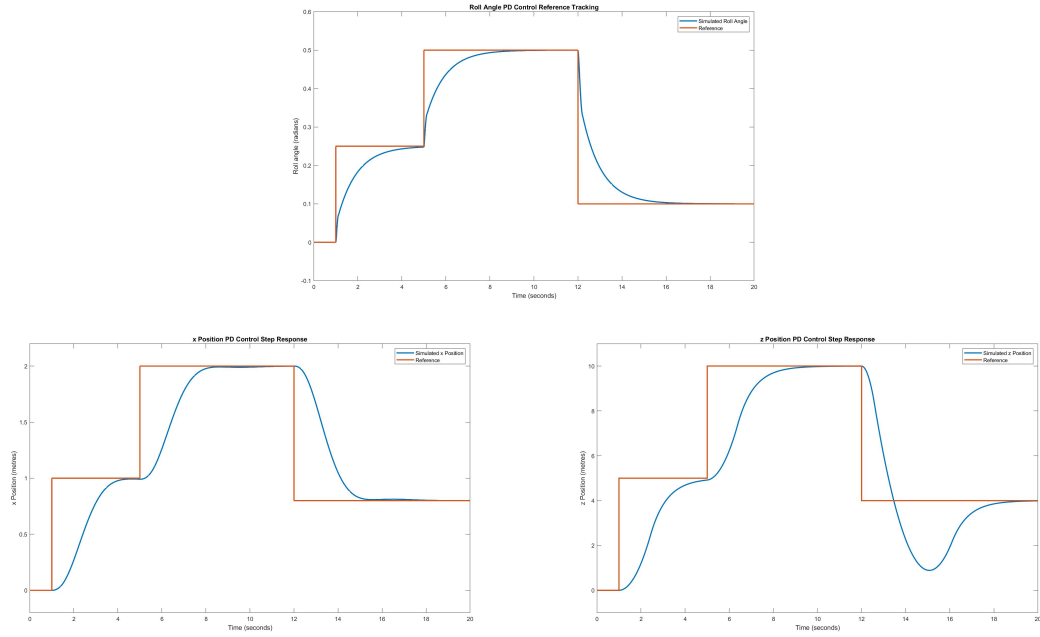 Roll Angle PD Control Reference Tracking
0.6
0.5
0.4
0.3
0.2
0.1
0
-0.1
Roll angle (radians)
Simulated Roll Angle
Reference
0 2 4 6 8 10 12 14 16 18 20
Time (seconds)
x Position PD Control Step Response
2
1.5
1
0.5
0
x Position (metres)
Simulated x Position
Reference
0 2 4 6 8 10 12 14 16 18 20
Time (seconds)
z Position PD Control Step Response
10
8
6
4
2
0
z Position (metres)
Simulated z Position
Reference
0 2 4 6 8 10 12 14 16 18 20
Time (seconds)